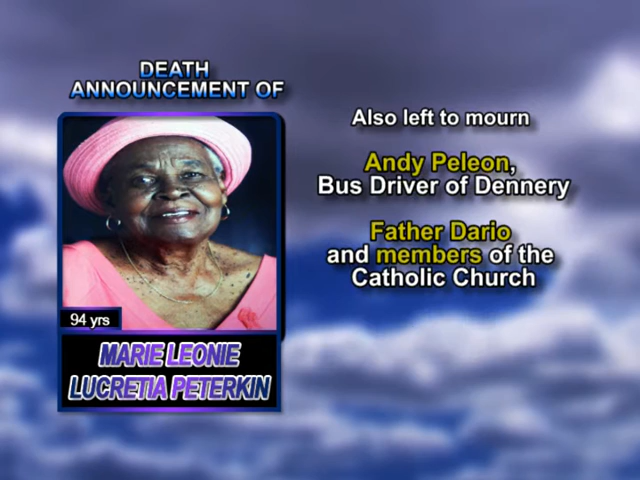 DEATH
ANNOUNCEMENT OF
94 yrs
MARIE LEONIE
LUCRETIA PETERKIN
Also left to mourn
Andy Peleon,
Bus Driver of Dennery
Father Dario
and members of the
Catholic Church